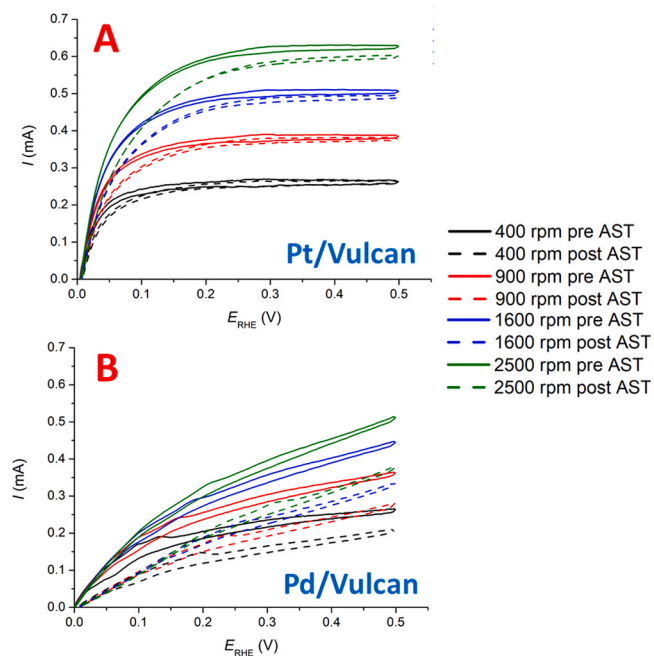 A
0.7
0.6
0.5
0.4
0.3
0.2
0.1
0.0
I (mA)
Pt/Vulcan
0.0 0.1 0.2 0.3 0.4 0.5
E_RHE (V)
400 rpm pre AST
400 rpm post AST
900 rpm pre AST
900 rpm post AST
1600 rpm pre AST
1600 rpm post AST
2500 rpm pre AST
2500 rpm post AST
B
0.7
0.6
0.5
0.4
0.3
0.2
0.1
0.0
I (mA)
Pd/Vulcan
0.0 0.1 0.2 0.3 0.4 0.5
E_RHE (V)